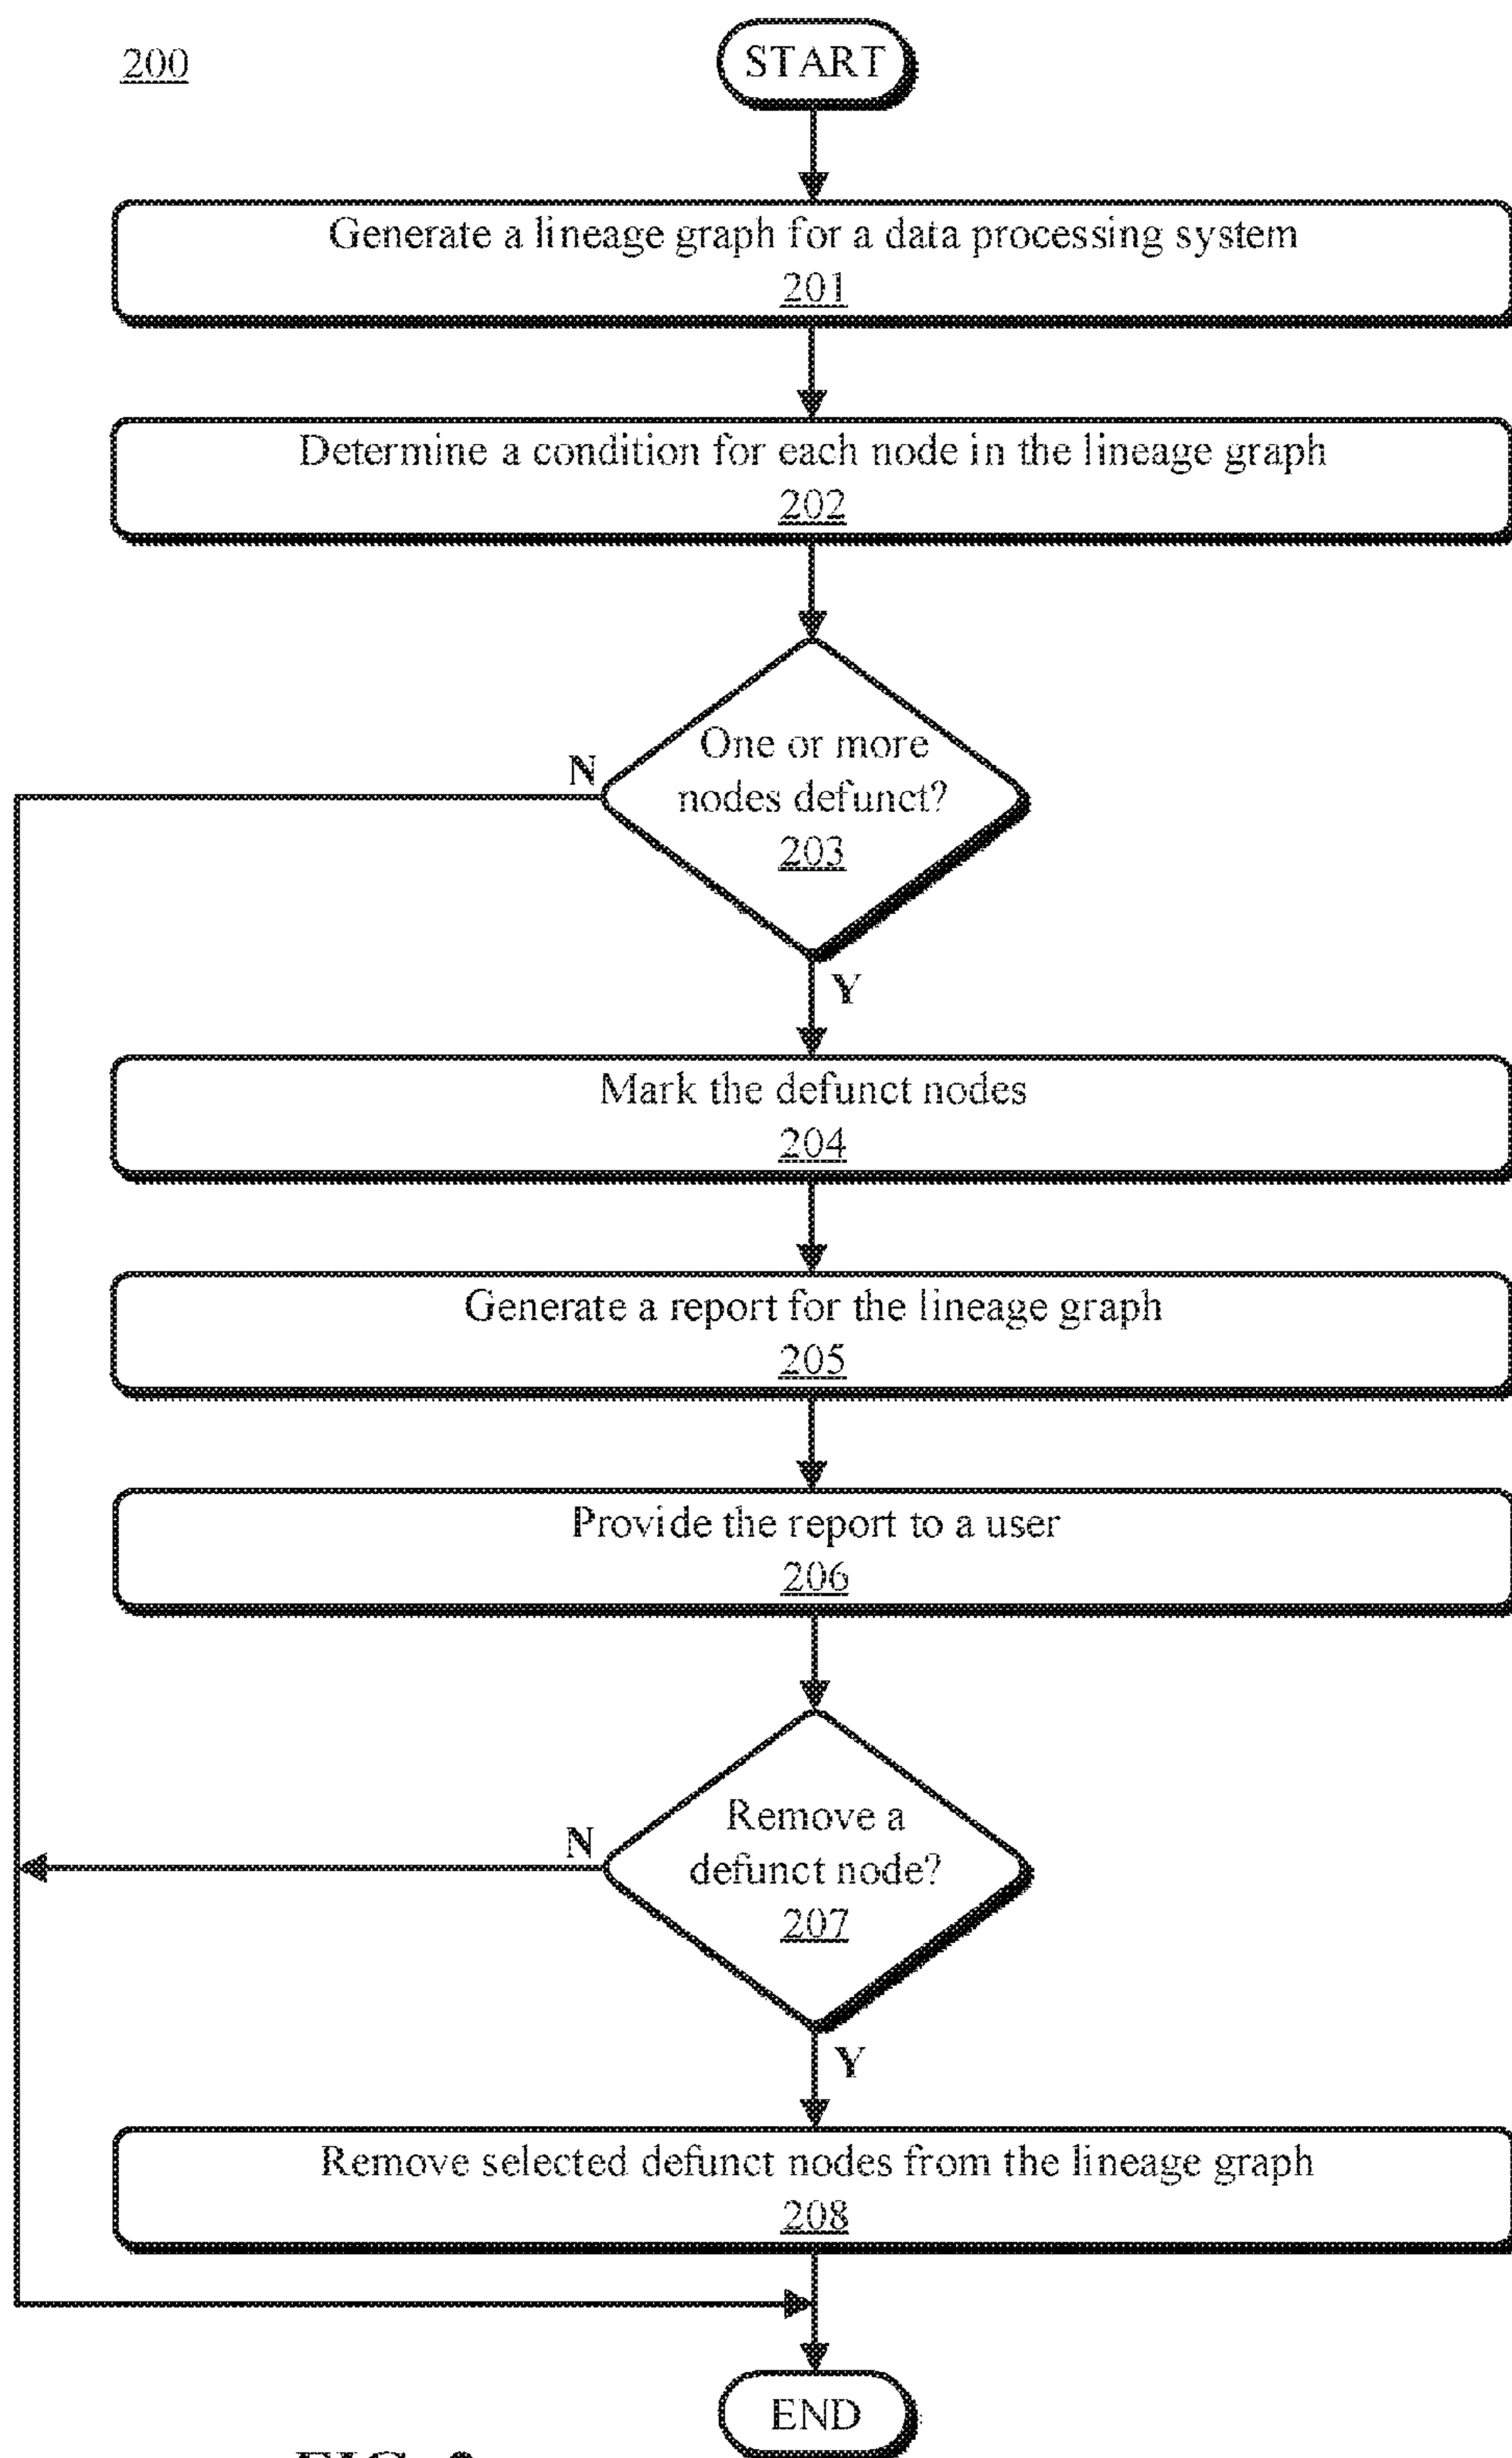 200
START
Generate a lineage graph for a data processing system
201
Determine a condition for each node in the lineage graph
202
One or more
nodes defunct?
203
N
Y
Mark the defunct nodes
204
Generate a report for the lineage graph
205
Provide the report to a user
206
Remove a
defunct node?
207
N
Y
Remove selected defunct nodes from the lineage graph
208
END